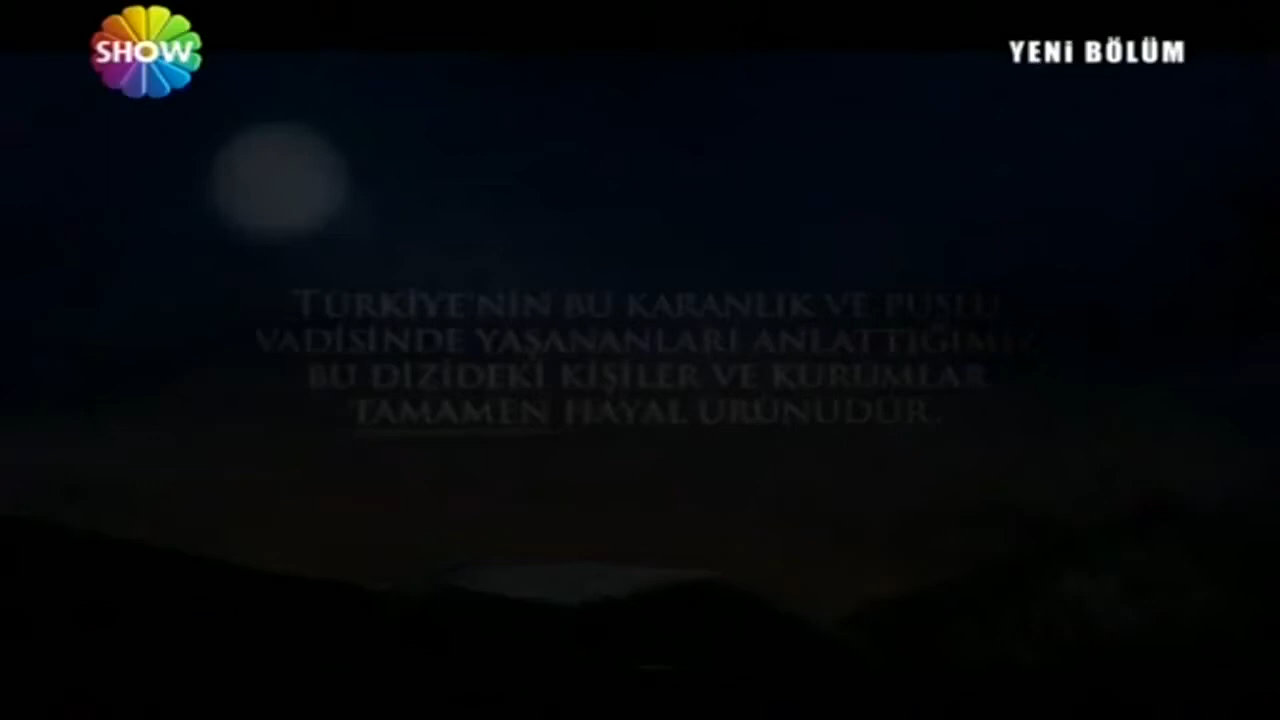 SHOW
YENİ BÖLÜM
TÜRKİYE'NİN BU KARANLIK VE PUSLU
VADİSİNDE YAŞANANLARI ANLATTIĞIMIZ
BU DİZİDEKİ KİŞİLER VE KURUMLAR
TAMAMEN HAYAL ÜRÜNÜDÜR.